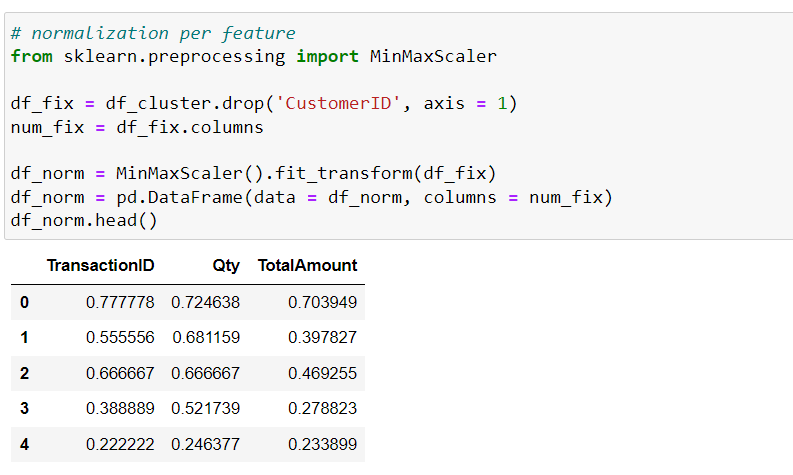 # normalization per feature
from sklearn.preprocessing import MinMaxScaler
df_fix = df_cluster.drop('CustomerID', axis = 1)
num_fix = df_fix.columns
df_norm = MinMaxScaler().fit_transform(df_fix)
df_norm = pd.DataFrame(data = df_norm, columns = num_fix)
df_norm.head()
TransactionID Qty TotalAmount
0 0.777778 0.724638 0.703949
1 0.555556 0.681159 0.397827
2 0.666667 0.666667 0.469255
3 0.388889 0.521739 0.278823
4 0.222222 0.246377 0.233899